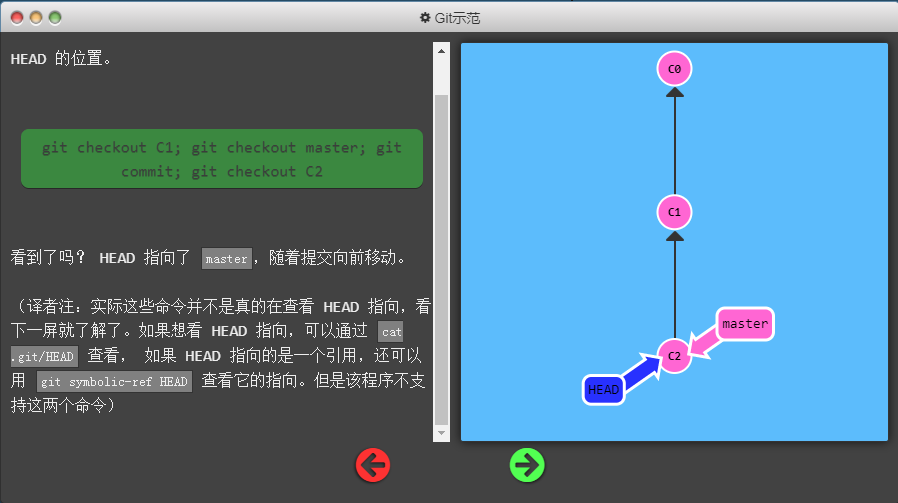 Git示范
HEAD 的位置。
git checkout C1; git checkout master; git
commit; git checkout C2
看到了吗? HEAD 指向了 master，随着提交向前移动。
（译者注：实际这些命令并不是真的在查看 HEAD 指向，看
下一屏就了解了。如果想看 HEAD 指向，可以通过 cat
.git/HEAD 查看， 如果 HEAD 指向的是一个引用，还可以
用 git symbolic-ref HEAD 查看它的指向。但是该程序不支
持这两个命令）
C0
C1
master
C2
HEAD